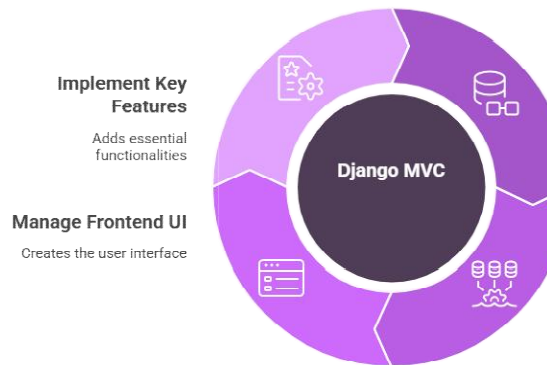 Implement Key
Features
Adds essential
functionalities
Django MVC
Manage Frontend UI
Creates the user interface